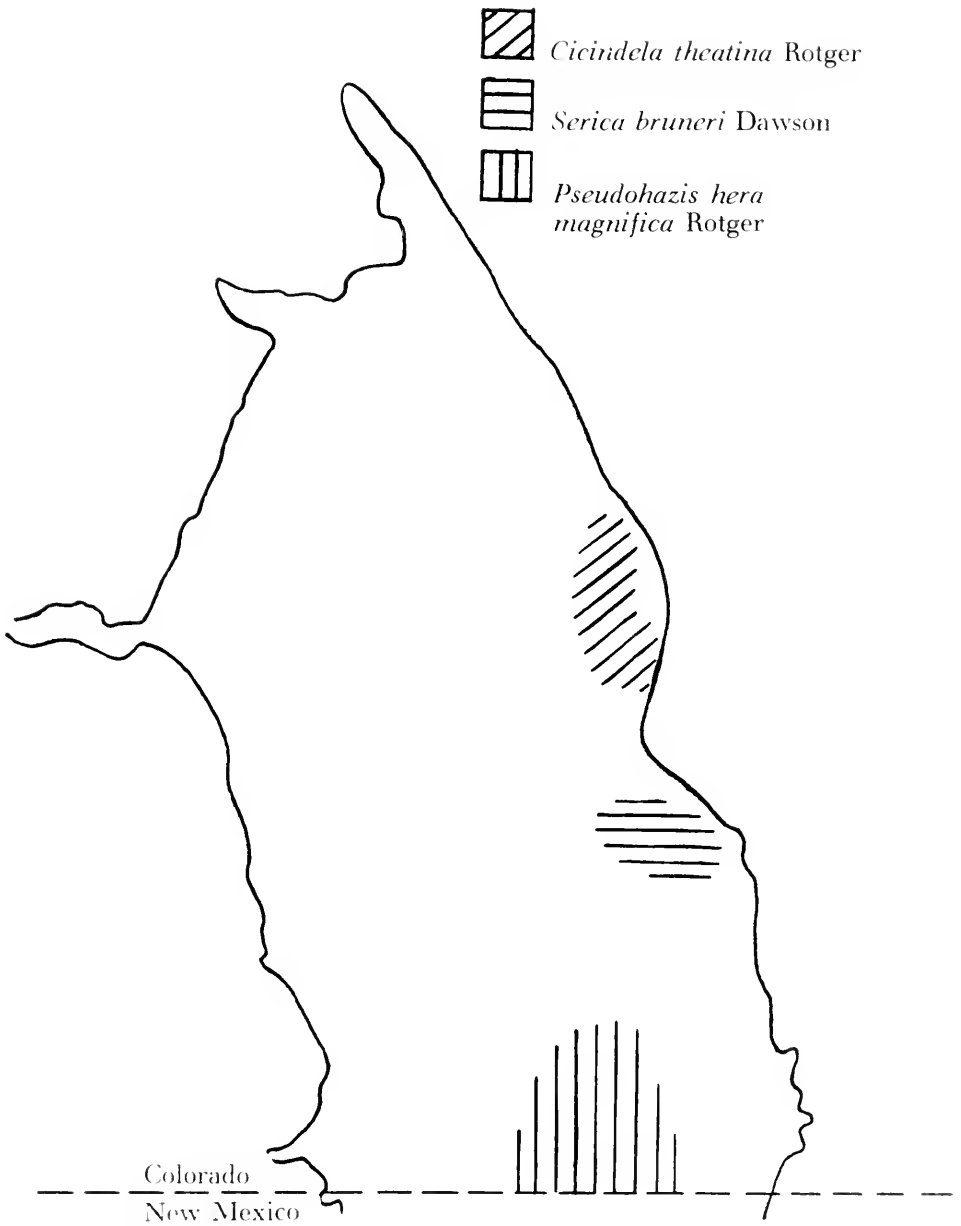 Cicindela theatina Rotger
Serica bruneri Dawson
Pseudohazis hera
magnifica Rotger
Colorado
New Mexico